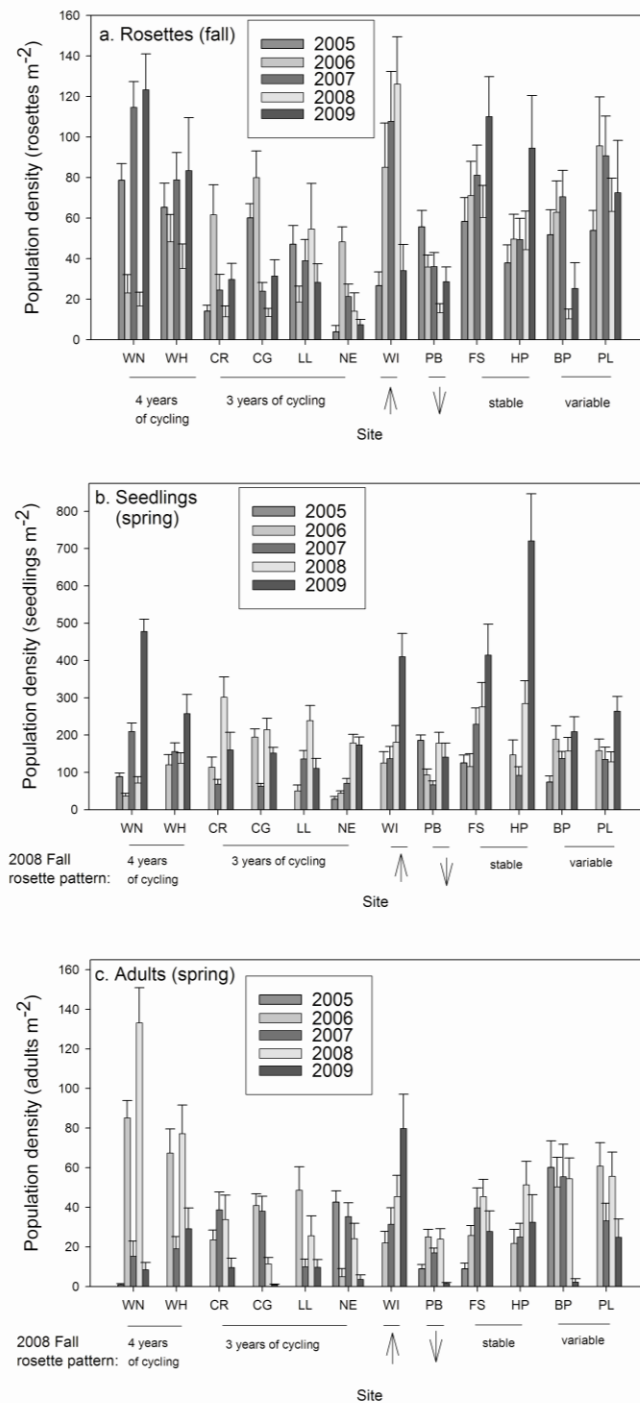 a. Rosettes (fall)
2005
2006
2007
2008
2009
Population density (rosettes m-2)
160
140
120
100
80
60
40
20
0
WN WH CR CG LL NE WI PB FS HP BP PL
4 years
of cycling
3 years of cycling
stable
variable
Site
b. Seedlings
(spring)
2005
2006
2007
2008
2009
Population density (seedlings m-2)
800
700
600
500
400
300
200
100
0
WN WH CR CG LL NE WI PB FS HP BP PL
2008 Fall
rosette pattern:
4 years
of cycling
3 years of cycling
stable
variable
Site
c. Adults (spring)
2005
2006
2007
2008
2009
Population density (adults m-2)
160
140
120
100
80
60
40
20
0
WN WH CR CG LL NE WI PB FS HP BP PL
2008 Fall
rosette pattern:
4 years
of cycling
3 years of cycling
stable
variable
Site